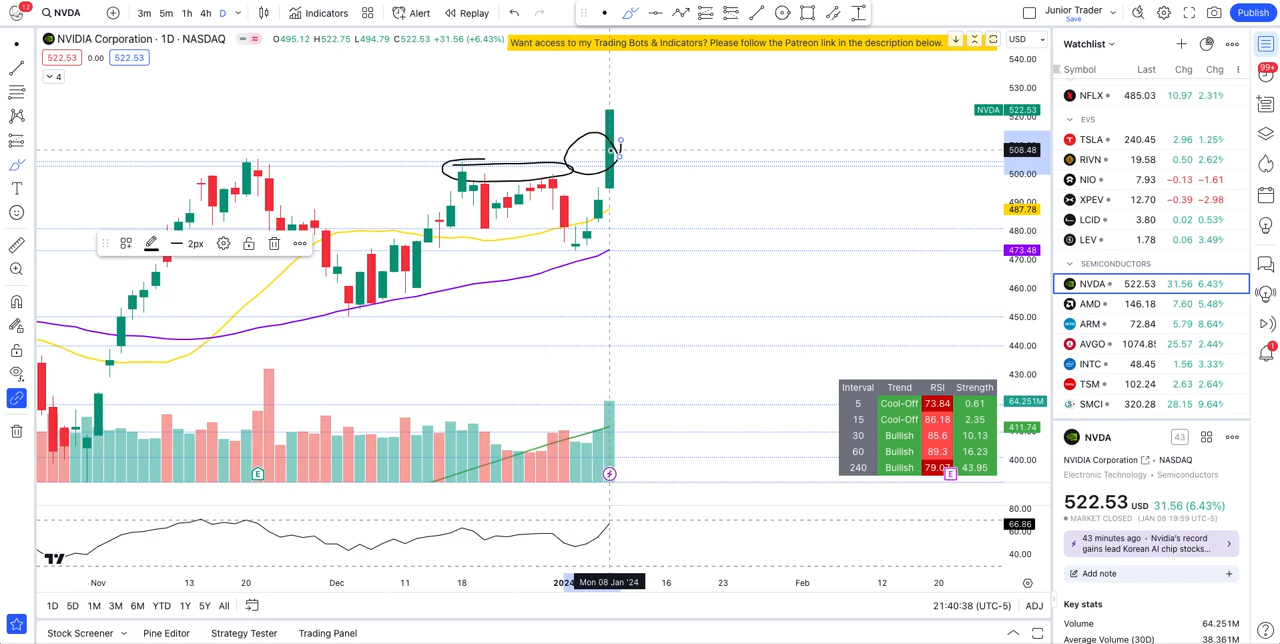 12
NVDA
3m 5m 1h 4h D
Indicators
Alert
Replay
Junior Trader
Save
Publish
NVIDIA Corporation · 1D · NASDAQ
O495.12 H522.75 L494.79 C522.53 +31.56 (+6.43%)
Want access to my Trading Bots & Indicators? Please follow the Patreon link in the description below.
USD
522.53 0.00 522.53
4
540.00
530.00
NVDA 522.53
520.00
508.48
500.00
490.00
487.78
480.00
473.48
470.00
460.00
450.00
440.00
430.00
64.251M
411.74
400.00
80.00
66.86
60.00
40.00
2px
Interval Trend RSI Strength
5 Cool-Off 73.84 0.61
15 Cool-Off 86.18 2.35
30 Bullish 85.6 10.13
60 Bullish 89.3 16.23
240 Bullish 79.07 43.95
E
E
Nov 13 20 Dec 11 18 2024 Mon 08 Jan '24 16 23 Feb 12 20
1D 5D 1M 3M 6M YTD 1Y 5Y All
21:40:38 (UTC-5) ADJ
Stock Screener Pine Editor Strategy Tester Trading Panel
Watchlist
Symbol Last Chg Chg
NFLX 485.03 10.97 2.31%
EVS
TSLA 240.45 2.96 1.25%
RIVN 19.58 0.50 2.62%
NIO 7.93 −0.13 −1.61
XPEV 12.70 −0.39 −2.98
LCID 3.80 0.02 0.53%
LEV 1.78 0.06 3.49%
SEMICONDUCTORS
NVDA 522.53 31.56 6.43%
AMD 146.18 7.60 5.48%
ARM 72.84 5.79 8.64%
AVGO 1074.85 25.57 2.44%
INTC 48.45 1.56 3.33%
TSM 102.24 2.63 2.64%
SMCI 320.28 28.15 9.64%
NVDA
43
NVIDIA Corporation · NASDAQ
Electronic Technology · Semiconductors
522.53 USD 31.56 (6.43%)
MARKET CLOSED (JAN 08 19:59 UTC-5)
43 minutes ago · Nvidia's record
gains lead Korean AI chip stocks...
Add note
Key stats
Volume 64.251M
Average Volume (30D) 38.361M
99+
1